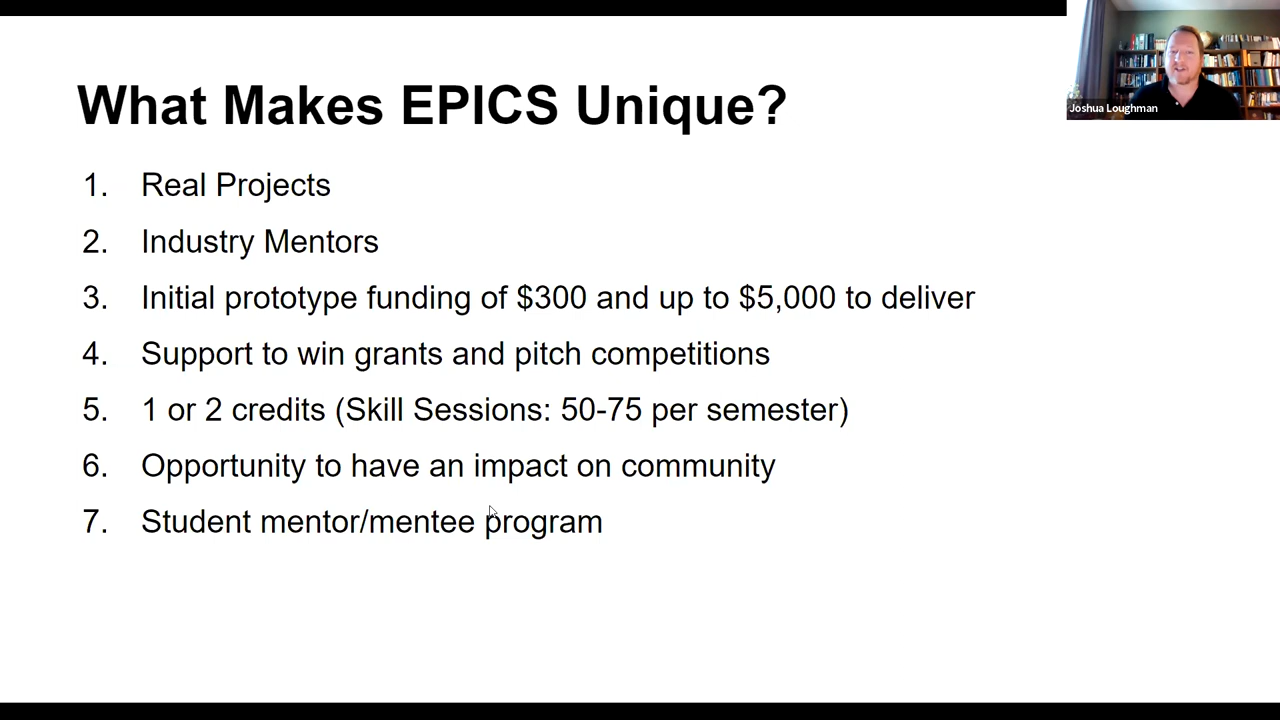 What Makes EPICS Unique?
Joshua Loughman
1. Real Projects
2. Industry Mentors
3. Initial prototype funding of $300 and up to $5,000 to deliver
4. Support to win grants and pitch competitions
5. 1 or 2 credits (Skill Sessions: 50-75 per semester)
6. Opportunity to have an impact on community
7. Student mentor/mentee program